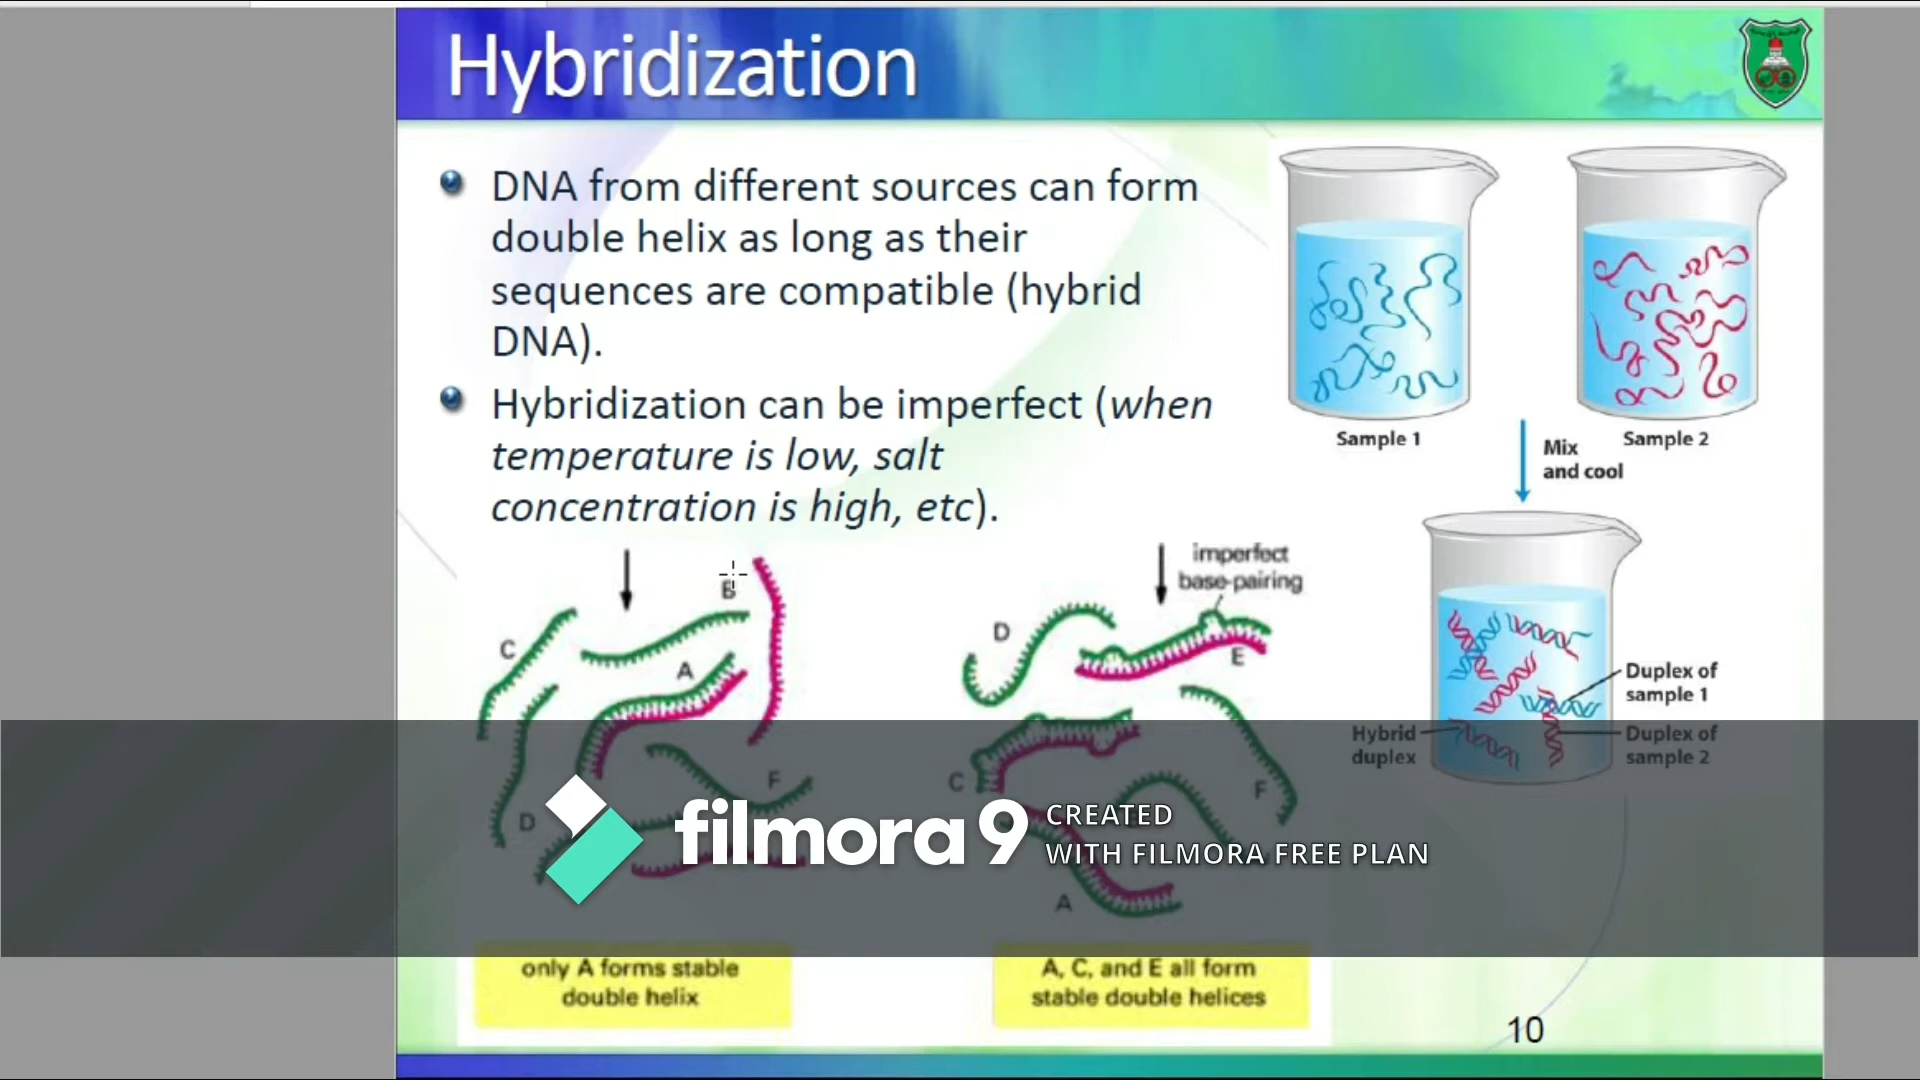 Hybridization
DNA from different sources can form
double helix as long as their
sequences are compatible (hybrid
DNA).
Hybridization can be imperfect (when
temperature is low, salt
concentration is high, etc).
Sample 1
Sample 2
Mix
and cool
Duplex of
sample 1
Hybrid
duplex
Duplex of
sample 2
B
C
A
F
D
only A forms stable
double helix
imperfect
base-pairing
D
E
C
F
A
A, C, and E all form
stable double helices
filmora 9
CREATED
WITH FILMORA FREE PLAN
10